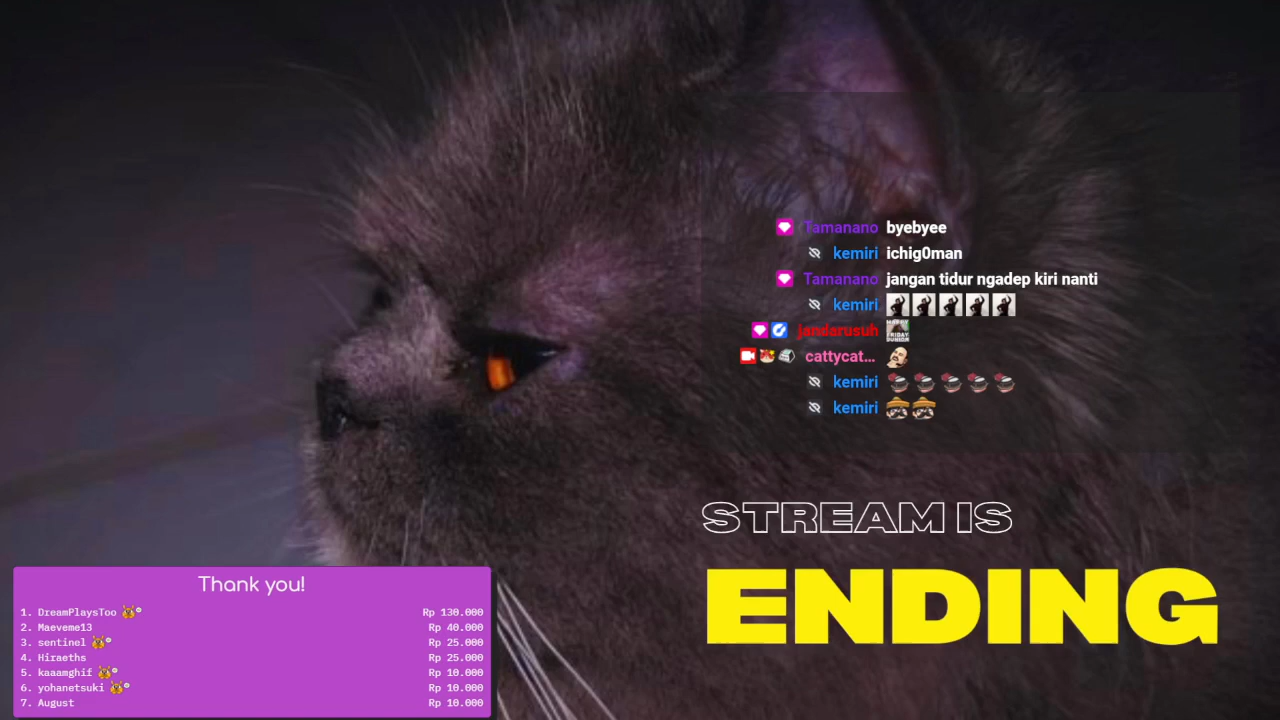 Tamanano byebyee
kemiri ichig0man
Tamanano jangan tidur ngadep kiri nanti
kemiri
jandarusuh
cattycat…
kemiri
kemiri
STREAM IS
ENDING
Thank you!
1. DreamPlaysToo Rp 130.000
2. Maeveme13 Rp 40.000
3. sentinel Rp 25.000
4. Hiraeths Rp 25.000
5. kaaamghif Rp 10.000
6. yohanetsuki Rp 10.000
7. August Rp 10.000